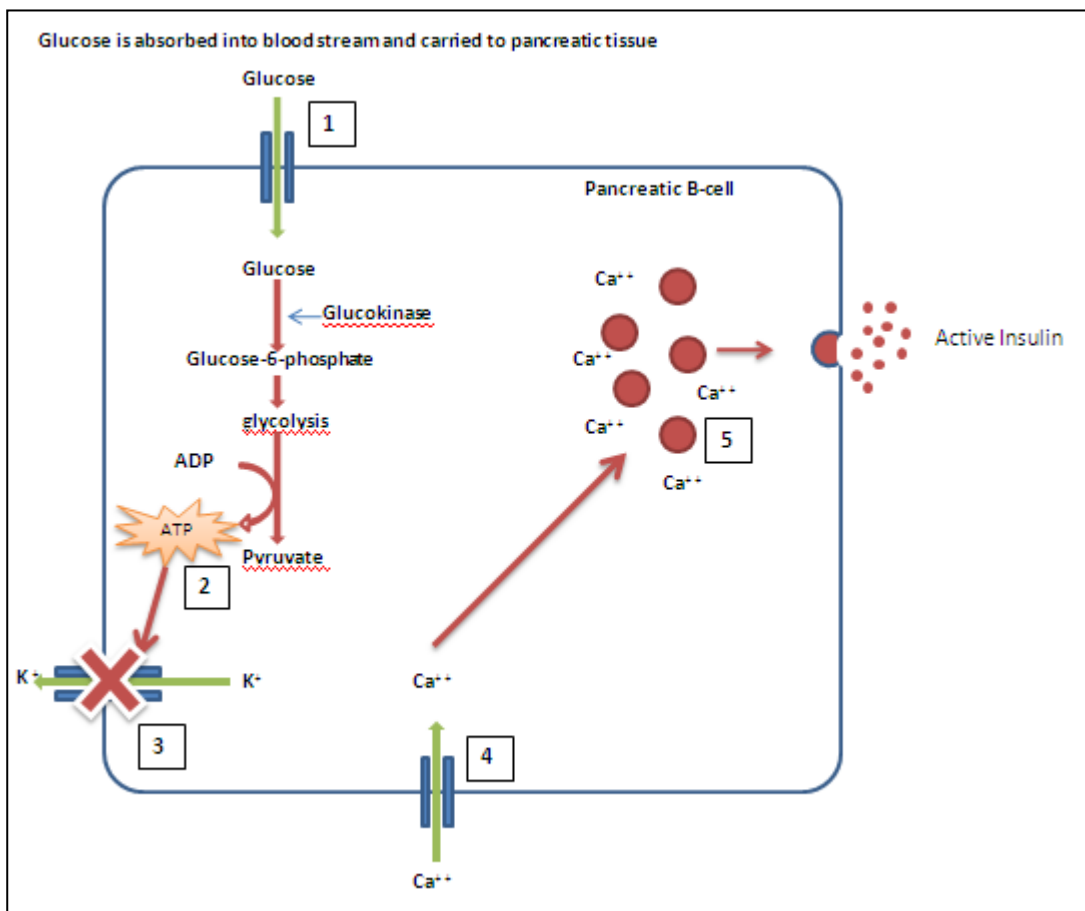 Glucose is absorbed into blood stream and carried to pancreatic tissue
Glucose
1
Pancreatic B-cell
Glucose
Ca⁺⁺
Glucokinase
Active Insulin
Glucose-6-phosphate
Ca⁺⁺
Ca⁺⁺
glycolysis
Ca⁺⁺
5
ADP
Ca⁺⁺
ATP
Pyruvate
2
K⁺
K⁺
Ca⁺⁺
3
4
Ca⁺⁺